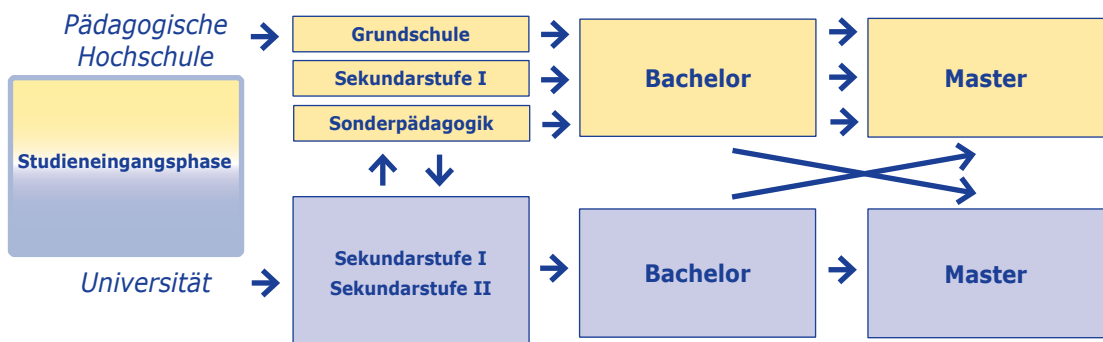 Pädagogische
Hochschule
Grundschule
Sekundarstufe I
Sonderpädagogik
Bachelor
Master
Studieneingangsphase
Universität
Sekundarstufe I
Sekundarstufe II
Bachelor
Master